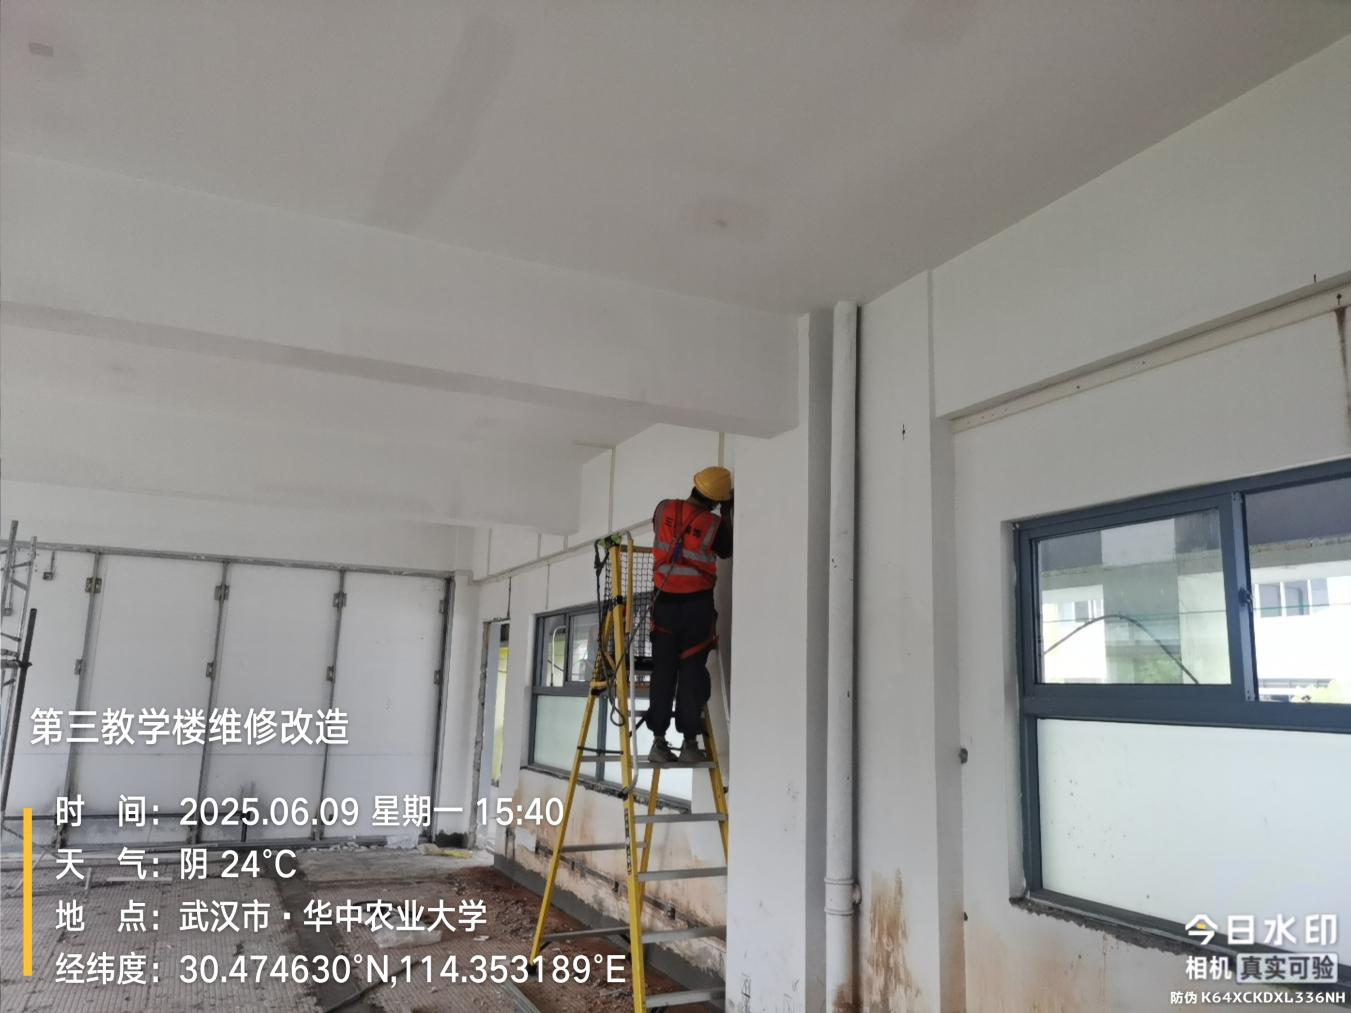 第三教学楼维修改造
时 间：2025.06.09 星期一 15:40
天 气：阴 24°C
地 点：武汉市·华中农业大学
经纬度：30.474630°N,114.353189°E
今日水印
相机 真实可验
防伪 K64XCKDXL336NH